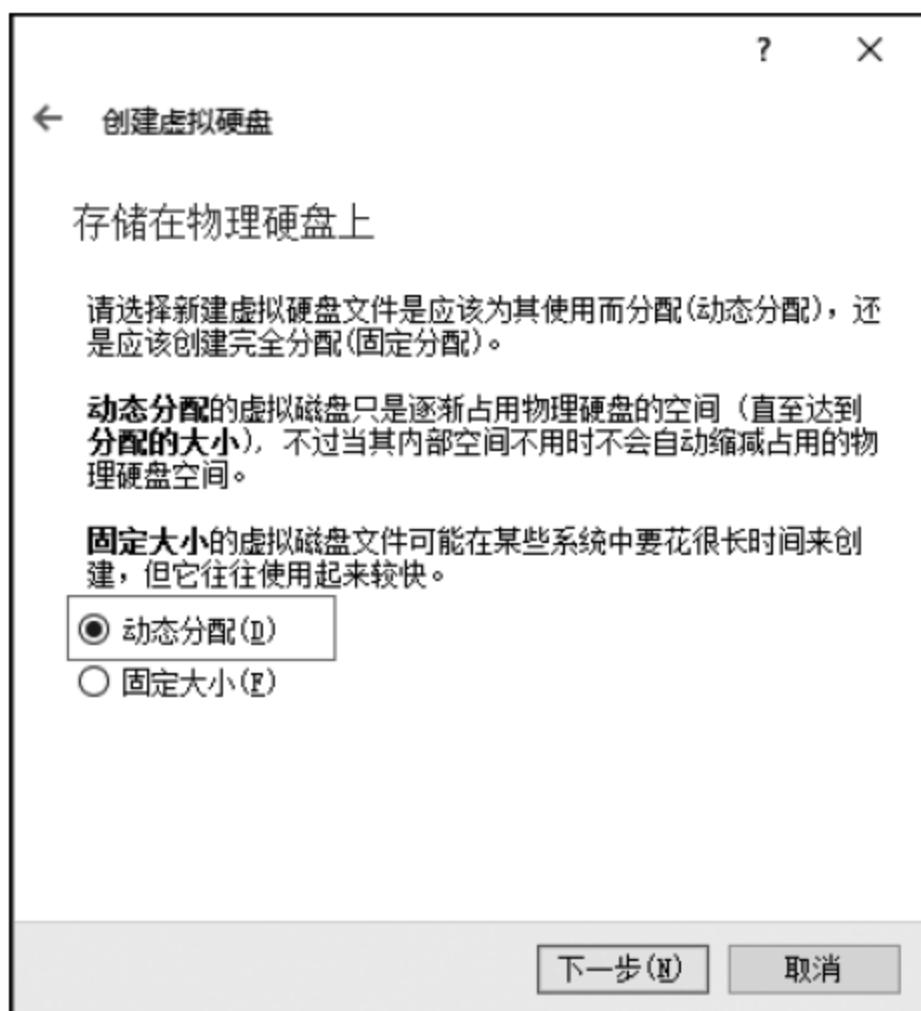 ?
创建虚拟硬盘
存储在物理硬盘上
请选择新建虚拟硬盘文件是应该为其使用而分配(动态分配)，还
是应该创建完全分配(固定分配)。
动态分配的虚拟磁盘只是逐渐占用物理硬盘的空间（直至达到
分配的大小），不过当其内部空间不用时不会自动缩减占用的物
理硬盘空间。
固定大小的虚拟磁盘文件可能在某些系统中要花很长时间来创
建，但它往往使用起来较快。
动态分配(D)
固定大小(F)
下一步(N) 取消